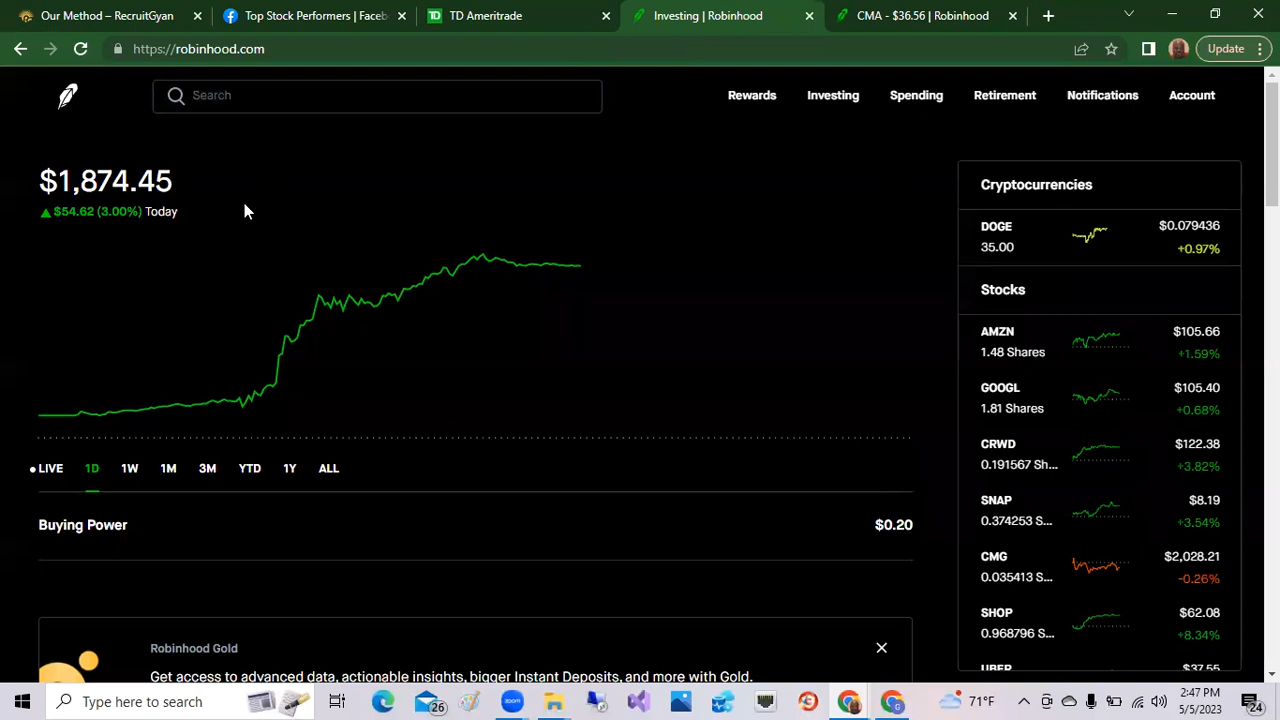 Our Method – RecruitGyan
Top Stock Performers | Faceb
TD Ameritrade
Investing | Robinhood
CMA - $36.56 | Robinhood
https://robinhood.com
Update
Search
Rewards
Investing
Spending
Retirement
Notifications
Account
$1,874.45
$54.62 (3.00%) Today
LIVE
1D
1W
1M
3M
YTD
1Y
ALL
Buying Power
$0.20
Robinhood Gold
Get access to advanced data, actionable insights, bigger Instant Deposits, and more with Gold.
Cryptocurrencies
DOGE
$0.079436
35.00
+0.97%
Stocks
AMZN
$105.66
1.48 Shares
+1.59%
GOOGL
$105.40
1.81 Shares
+0.68%
CRWD
$122.38
0.191567 Sh...
+3.82%
SNAP
$8.19
0.374253 S...
+3.54%
CMG
$2,028.21
0.035413 S...
-0.26%
SHOP
$62.08
0.968796 S...
+8.34%
UBER
$37.55
Type here to search
26
zoom
71°F
2:47 PM
5/5/2023
24